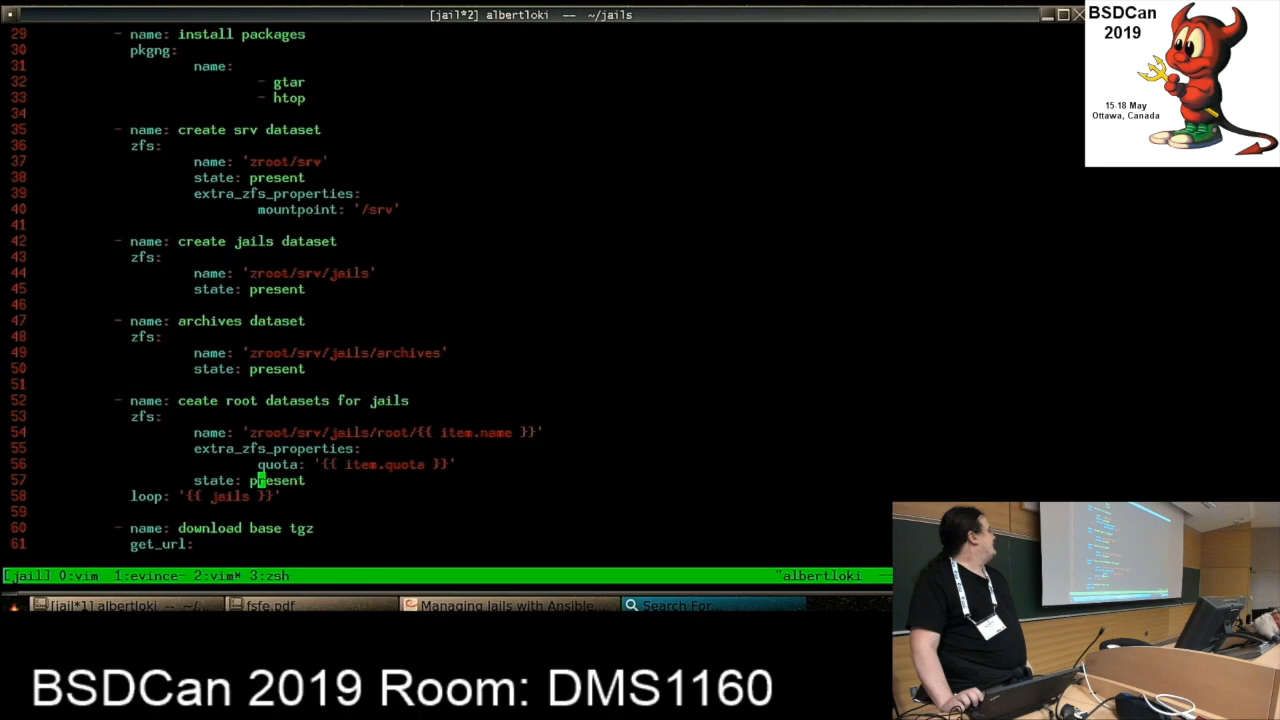 [jail*2] albertloki -- ~/jails
BSDCan
2019
15-18 May
Ottawa, Canada
29 - name: install packages
30 pkgng:
31 name:
32 - gtar
33 - htop
34
35 - name: create srv dataset
36 zfs:
37 name: 'zroot/srv'
38 state: present
39 extra_zfs_properties:
40 mountpoint: '/srv'
41
42 - name: create jails dataset
43 zfs:
44 name: 'zroot/srv/jails'
45 state: present
46
47 - name: archives dataset
48 zfs:
49 name: 'zroot/srv/jails/archives'
50 state: present
51
52 - name: ceate root datasets for jails
53 zfs:
54 name: 'zroot/srv/jails/root/{{ item.name }}'
55 extra_zfs_properties:
56 quota: '{{ item.quota }}'
57 state: present
58 loop: '{{ jails }}'
59
60 - name: download base tgz
61 get_url:
[jail] 0:vim 1:evince- 2:vim* 3:zsh "albertloki --
[jail*1] albertloki -- ~/... fsfe.pdf Managing Jails with Ansible... Search For...
BSDCan 2019 Room: DMS1160